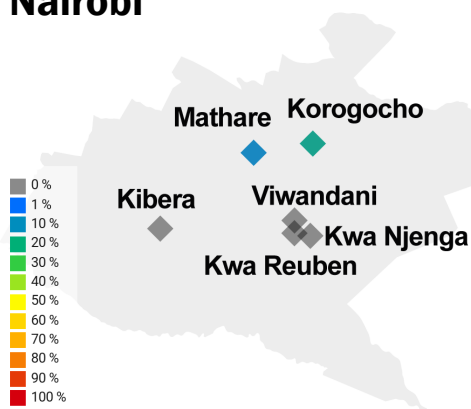 Nairobi
Mathare
Korogocho
Kibera
Viwandani
Kwa Njenga
Kwa Reuben
0 %
1 %
10 %
20 %
30 %
40 %
50 %
60 %
70 %
80 %
90 %
100 %